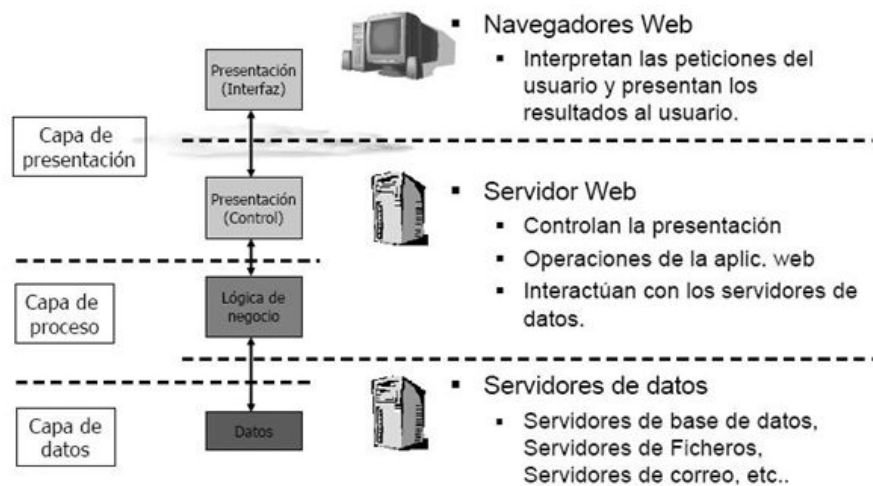 Capa de
presentación
Capa de
proceso
Capa de
datos
Presentación
(Interfaz)
Presentación
(Control)
Lógica de
negocio
Datos
▪ Navegadores Web
▪ Interpretan las peticiones del
usuario y presentan los
resultados al usuario.
▪ Servidor Web
▪ Controlan la presentación
▪ Operaciones de la aplic. web
▪ Interactúan con los servidores de
datos.
▪ Servidores de datos
▪ Servidores de base de datos,
Servidores de Ficheros,
Servidores de correo, etc..